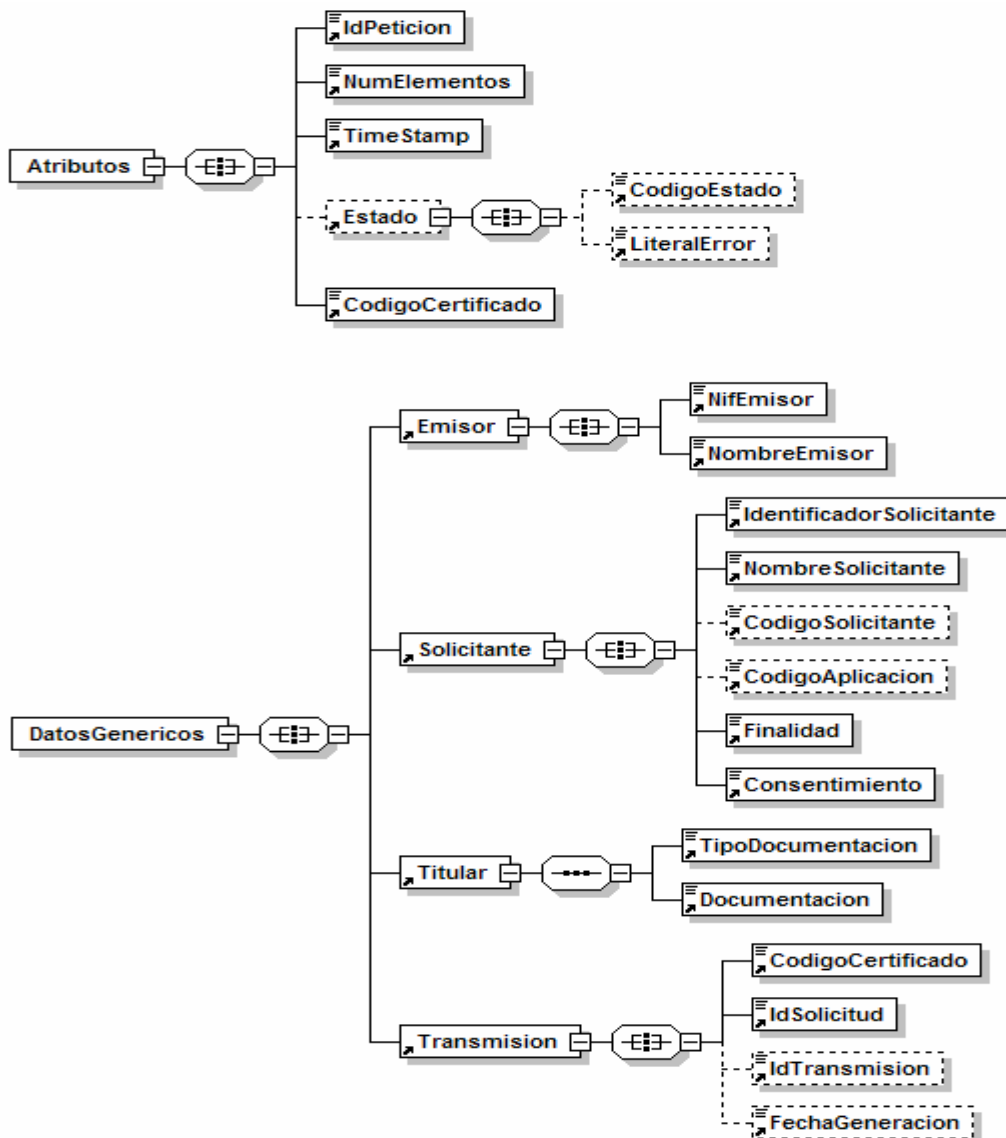 IdPeticion
NumElementos
TimeStamp
Atributos
CodigoEstado
Estado
LiteralError
CodigoCertificado
NifEmisor
Emisor
NombreEmisor
IdentificadorSolicitante
NombreSolicitante
CodigoSolicitante
Solicitante
CodigoAplicacion
DatosGenericos
Finalidad
Consentimiento
TipoDocumentacion
Titular
Documentacion
CodigoCertificado
IdSolicitud
Transmision
IdTransmision
FechaGeneracion